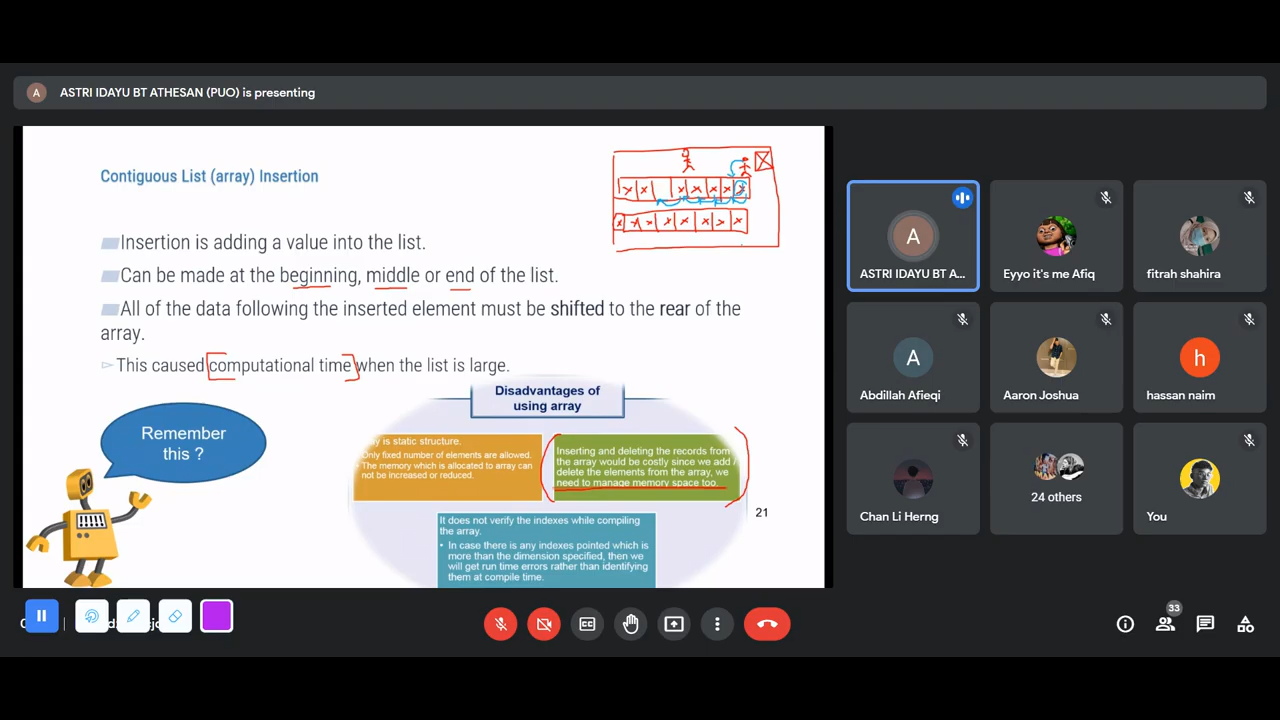 ASTRI IDAYU BT ATHESAN (PUO) is presenting
A
Contiguous List (array) Insertion
Insertion is adding a value into the list.
Can be made at the beginning, middle or end of the list.
All of the data following the inserted element must be shifted to the rear of the
array.
This caused computational time when the list is large.
Remember
this ?
Disadvantages of
using array
ay is static structure.
Only fixed number of elements are allowed.
The memory which is allocated to array can
not be increased or reduced.
Inserting and deleting the records from
the array would be costly since we add /
delete the elements from the array, we
need to manage memory space too.
It does not verify the indexes while compiling
the array.
• In case there is any indexes pointed which is
more than the dimension specified, then we
will get run time errors rather than identifying
them at compile time.
21
A
ASTRI IDAYU BT A...
Eyyo it's me Afiq
fitrah shahira
A
Abdillah Afieqi
Aaron Joshua
h
hassan naim
Chan Li Herng
24 others
You
CC
33